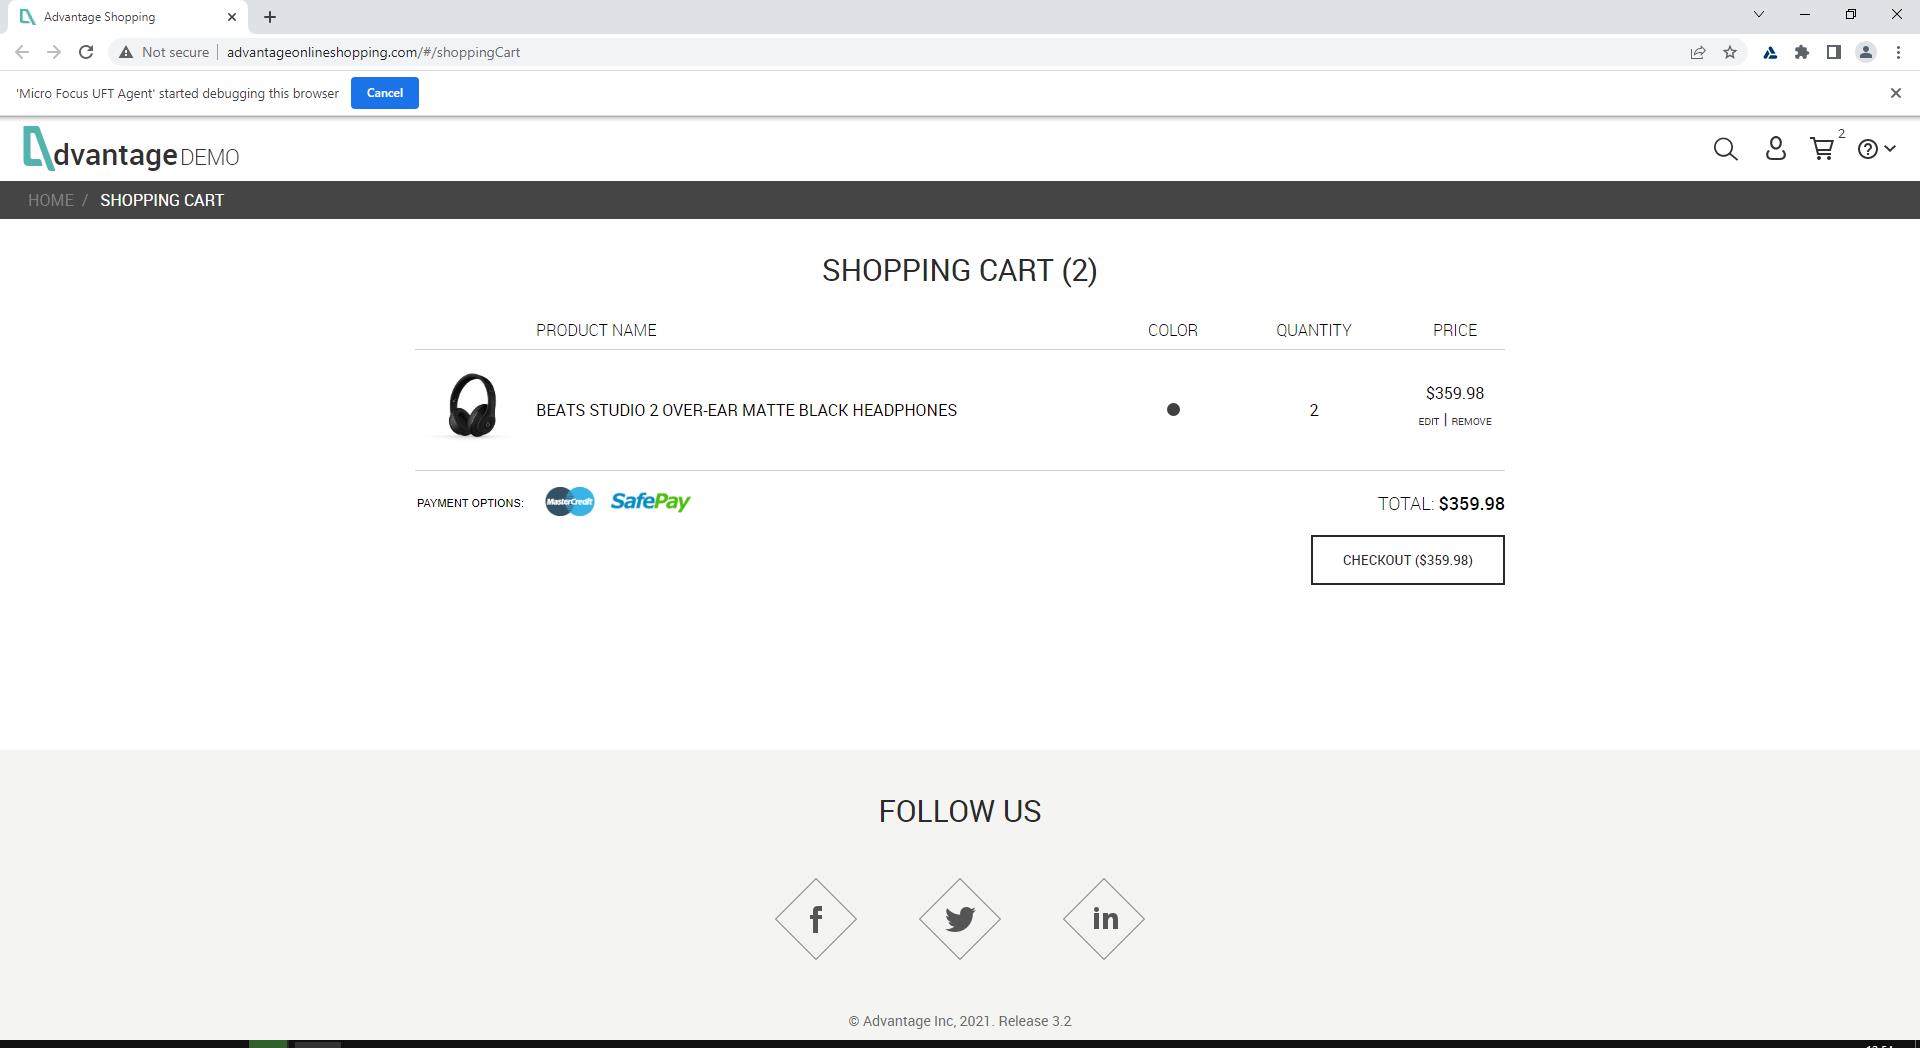 Advantage Shopping
Not secure advantageonlineshopping.com/#/shoppingCart
'Micro Focus UFT Agent' started debugging this browser Cancel
dvantage DEMO 2
HOME / SHOPPING CART
SHOPPING CART (2)
PRODUCT NAME COLOR QUANTITY PRICE
BEATS STUDIO 2 OVER-EAR MATTE BLACK HEADPHONES 2 $359.98
EDIT | REMOVE
PAYMENT OPTIONS: MasterCredit SafePay TOTAL: $359.98
CHECKOUT ($359.98)
FOLLOW US
f in
© Advantage Inc, 2021. Release 3.2